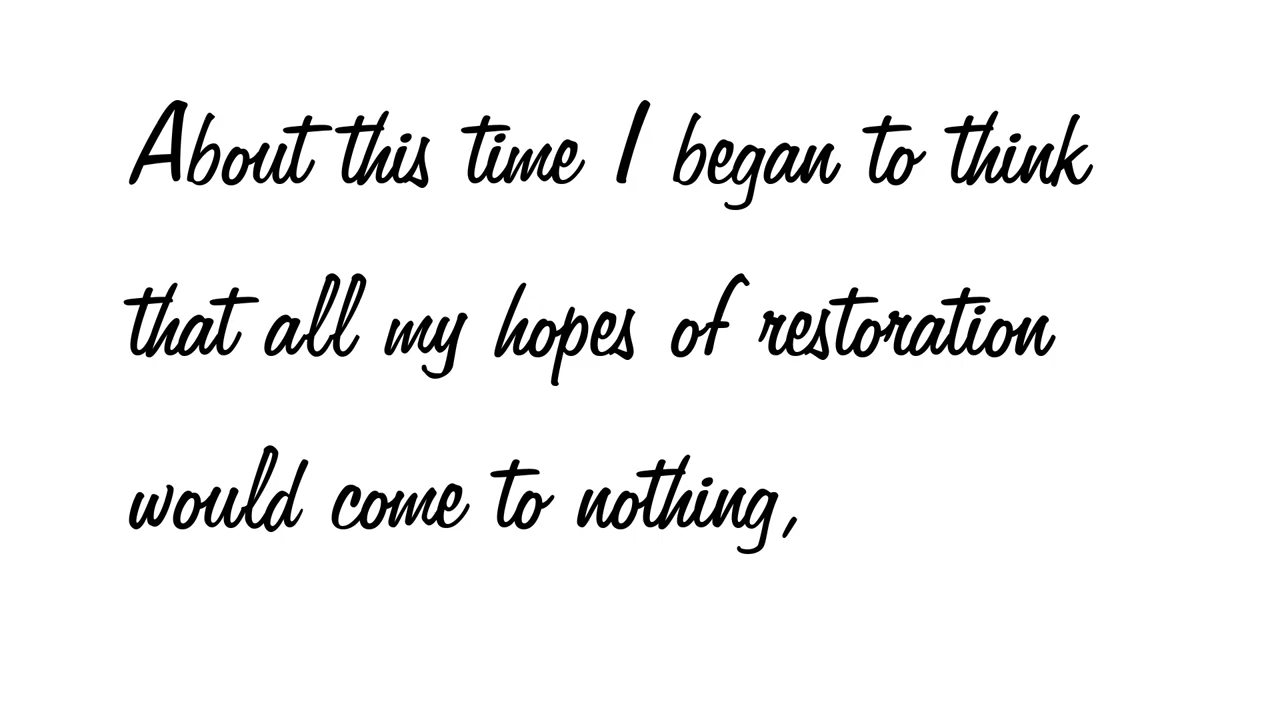 About this time I began to think
that all my hopes of restoration
would come to nothing,